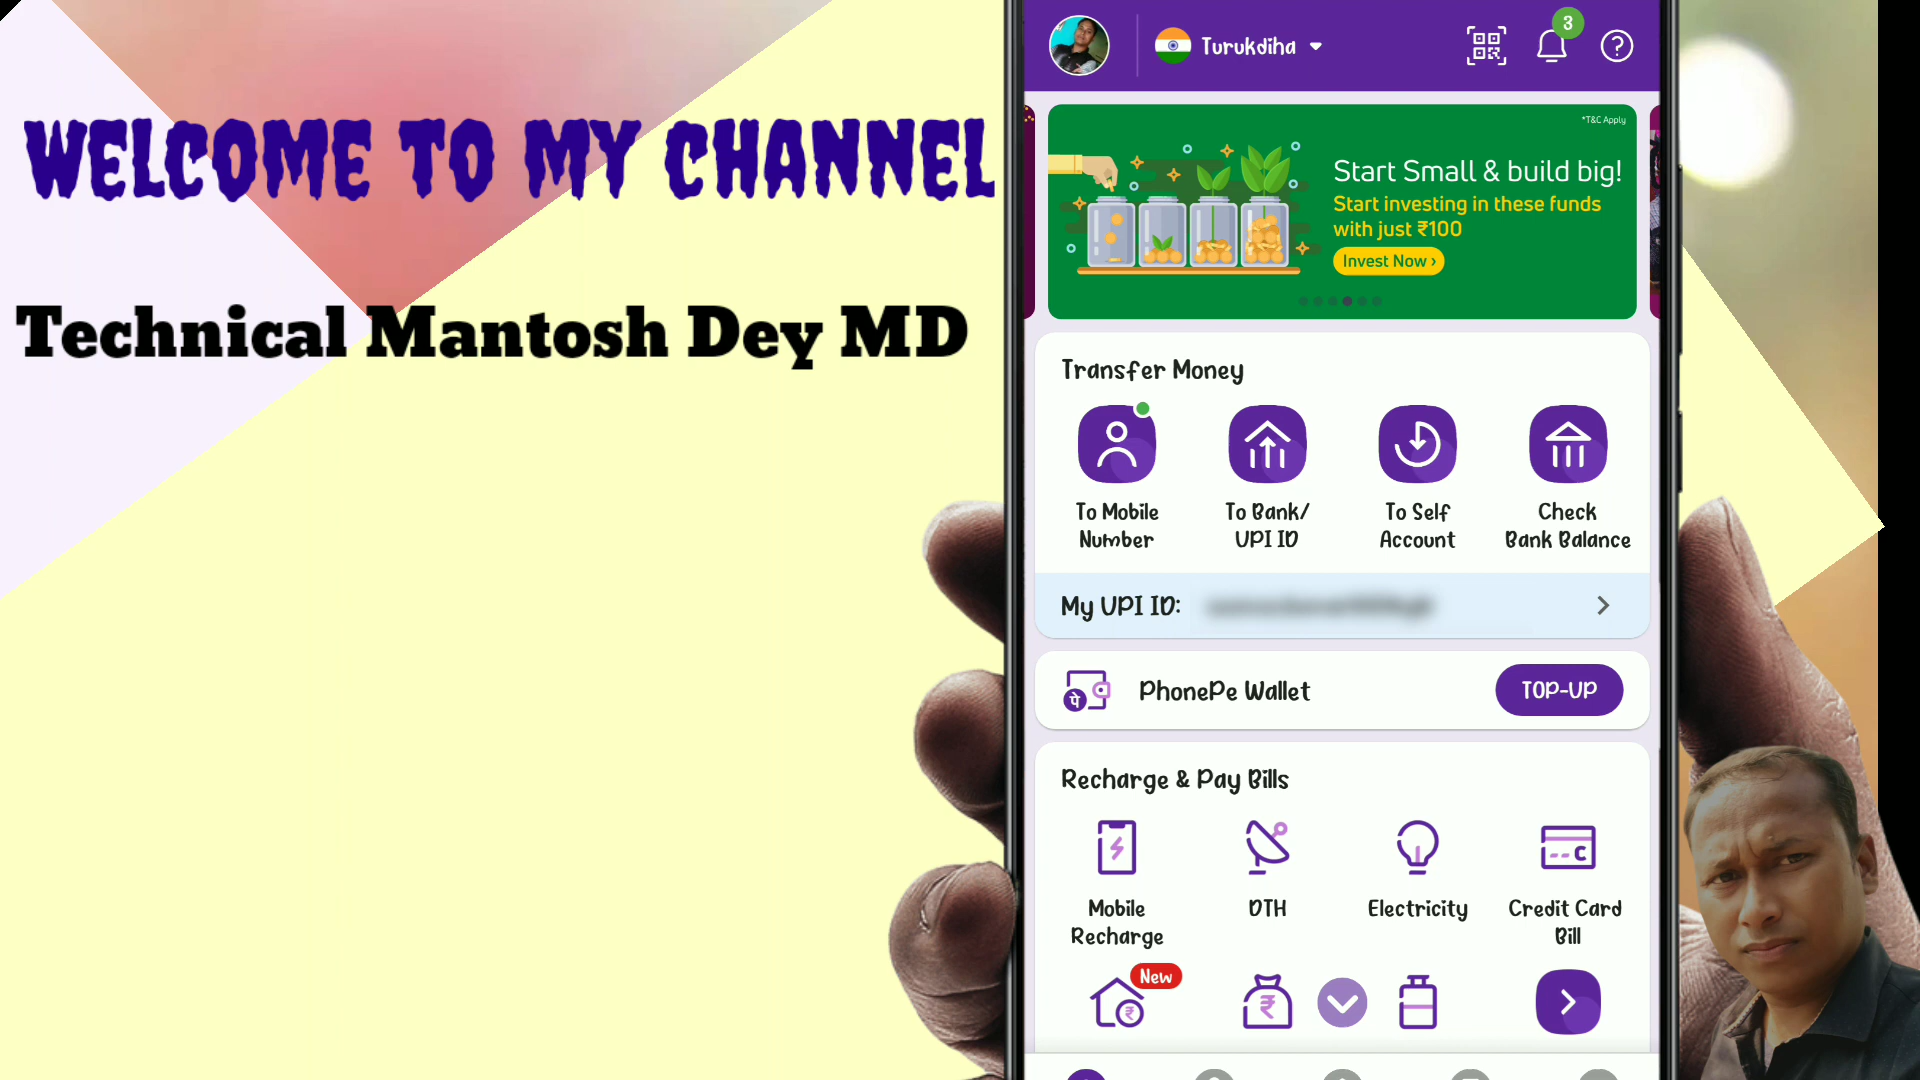 WELCOME TO MY CHANNEL
Technical Mantosh Dey MD
Turukdiha
3
*T&C Apply
Start Small & build big!
Start investing in these funds
with just ₹100
Invest Now ›
Transfer Money
To Mobile
Number
To Bank/
UPI ID
To Self
Account
Check
Bank Balance
My UPI ID:
पे
PhonePe Wallet
TOP-UP
Recharge & Pay Bills
C
Mobile
Recharge
DTH
Electricity
Credit Card
Bill
New
₹
₹